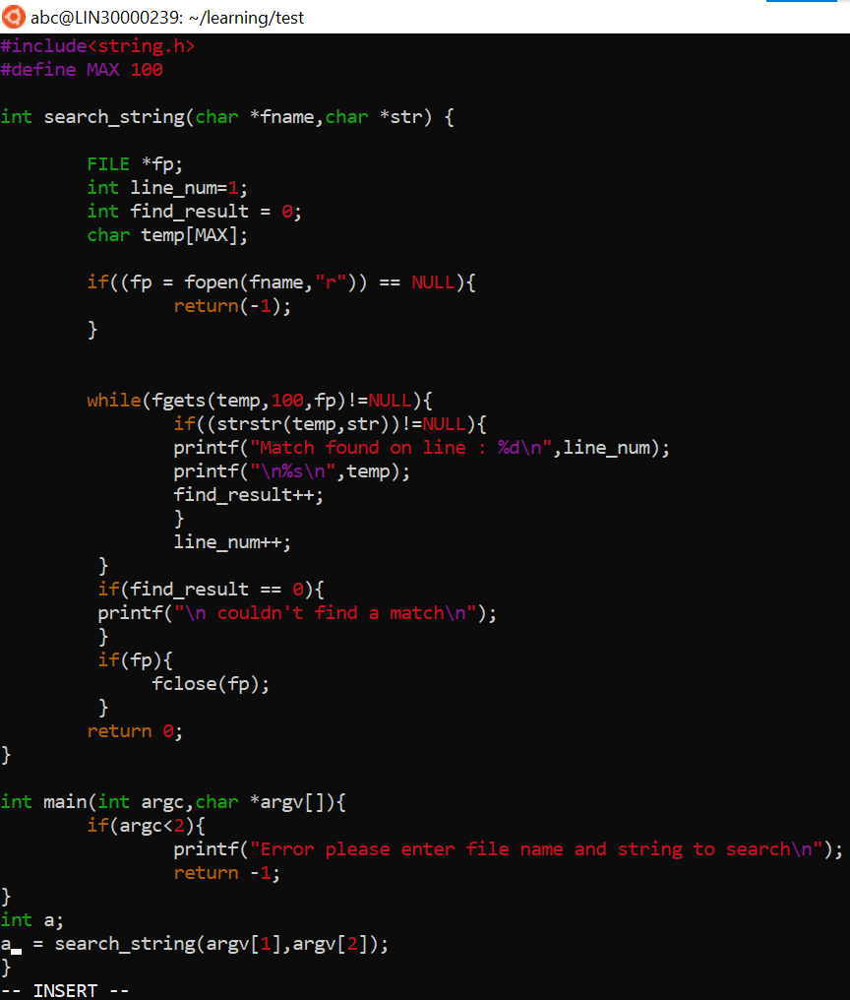 abc@LIN30000239: ~/learning/test
#include<string.h>
#define MAX 100
int search_string(char *fname,char *str) {
FILE *fp;
int line_num=1;
int find_result = 0;
char temp[MAX];
if((fp = fopen(fname,"r")) == NULL){
return(-1);
}
while(fgets(temp,100,fp)!=NULL){
if((strstr(temp,str))!=NULL){
printf("Match found on line : %d\n",line_num);
printf("\n%s\n",temp);
find_result++;
}
line_num++;
}
if(find_result == 0){
printf("\n couldn't find a match\n");
}
if(fp){
fclose(fp);
}
return 0;
}
int main(int argc,char *argv[]){
if(argc<2){
printf("Error please enter file name and string to search\n");
return -1;
}
int a;
a = search_string(argv[1],argv[2]);
}
-- INSERT --